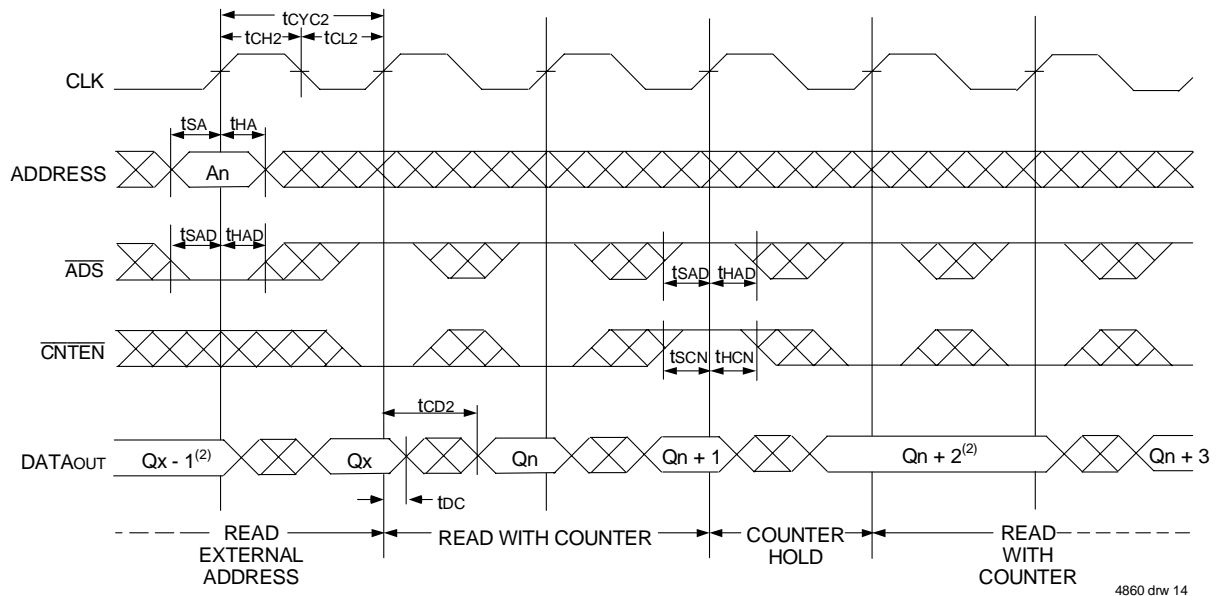 tCYC2
tCH2 tCL2
CLK
tSA tHA
ADDRESS An
tSAD tHAD
ADS
tSAD tHAD
CNTEN
tSCN tHCN
tCD2
DATAOUT Qx - 1(2) Qx Qn Qn + 1 Qn + 2(2) Qn + 3
tDC
READ EXTERNAL ADDRESS
READ WITH COUNTER
COUNTER HOLD
READ WITH COUNTER
4860 drw 14